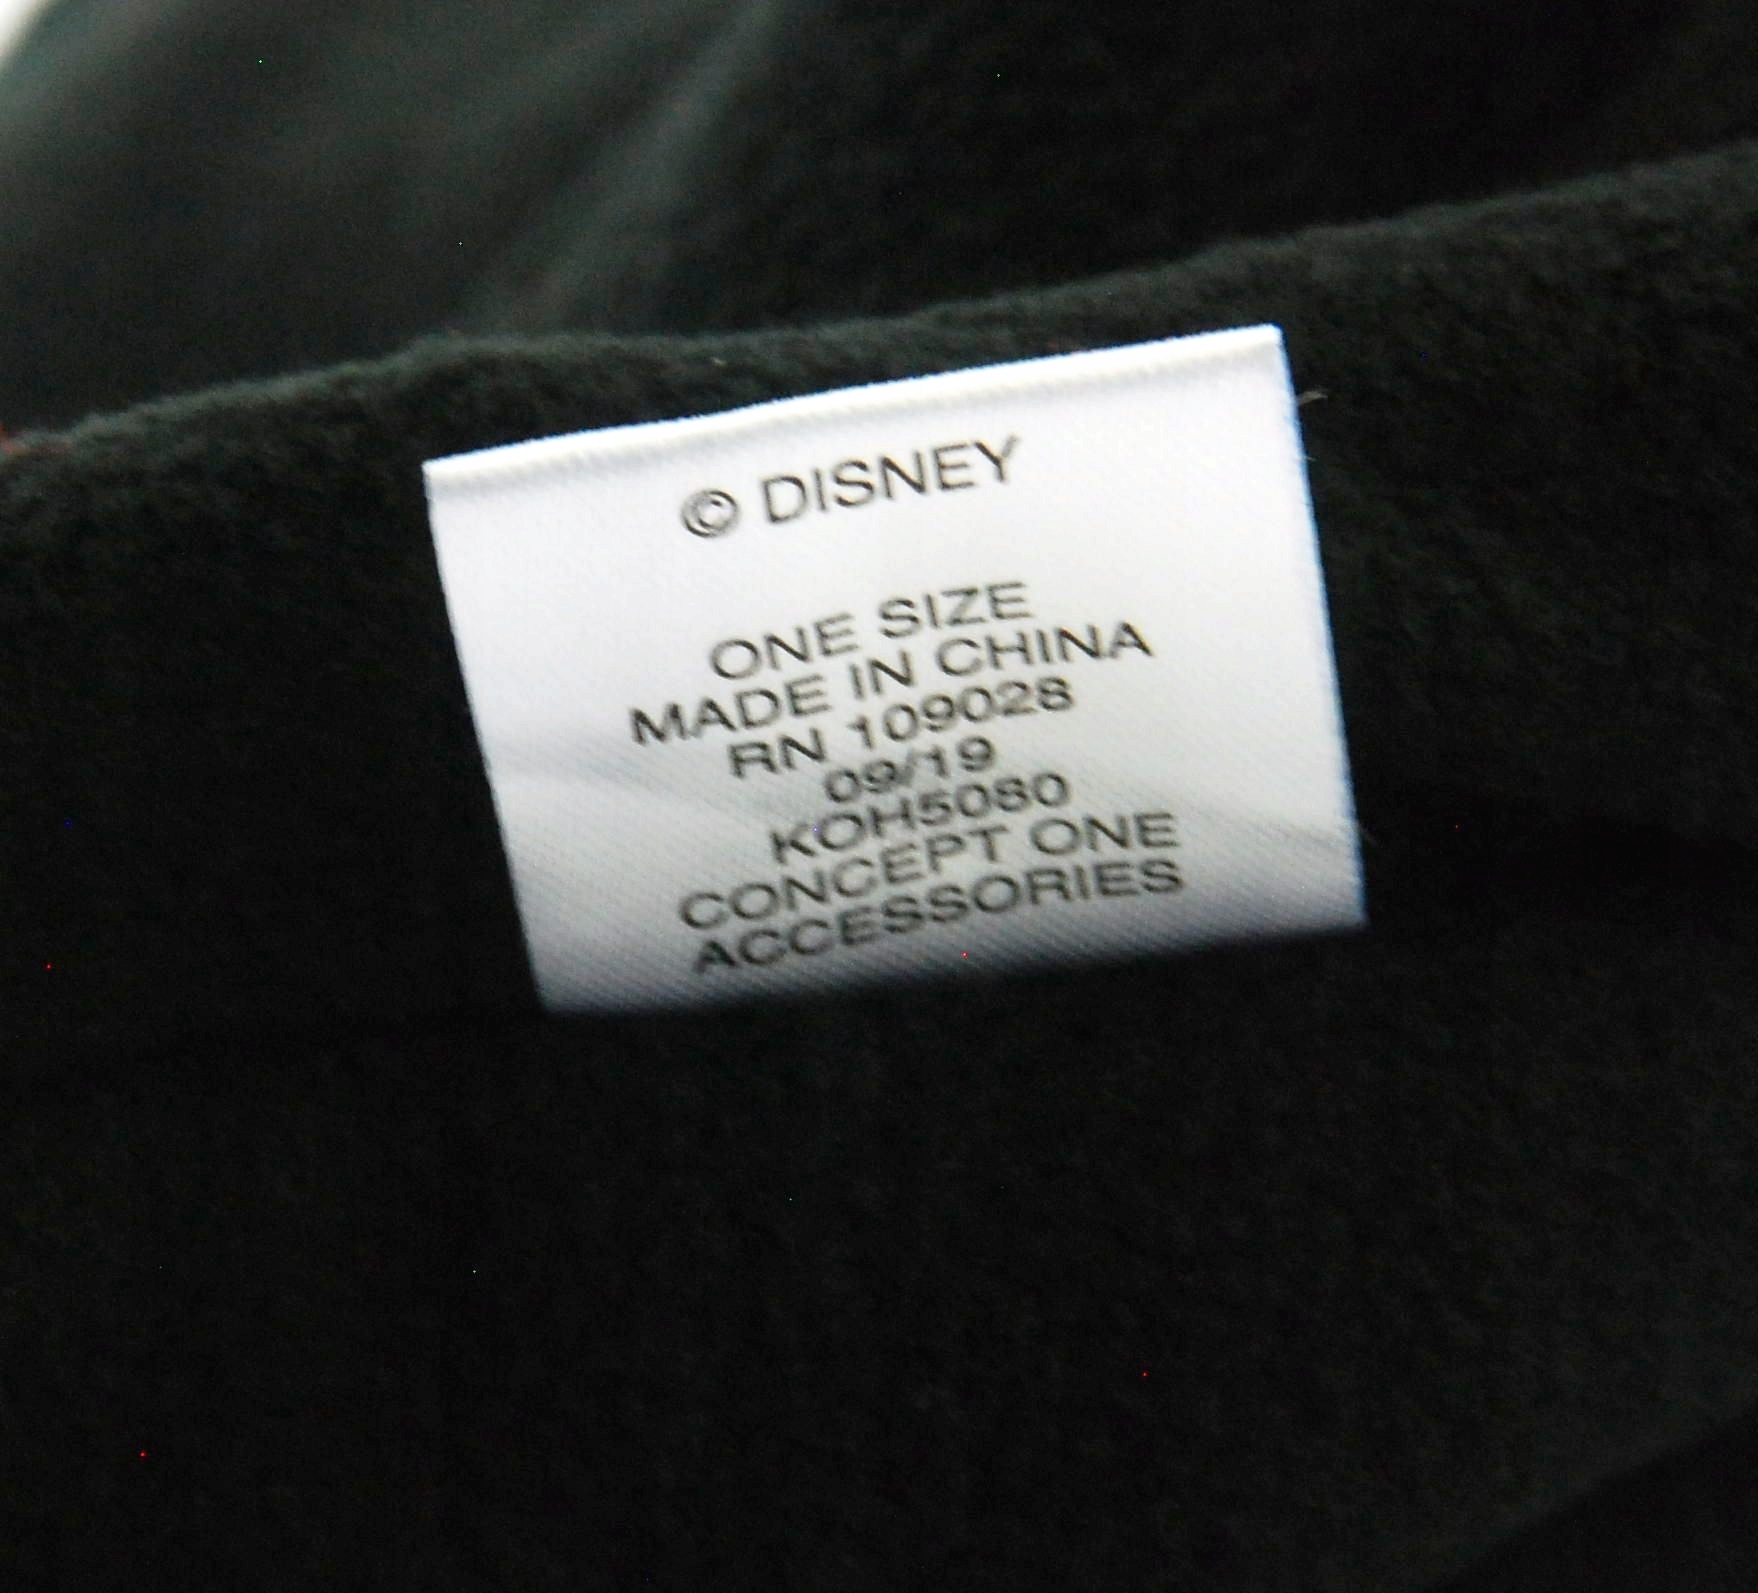 © DISNEY
ONE SIZE
MADE IN CHINA
RN 109028
09/19
KOH5080
CONCEPT ONE
ACCESSORIES